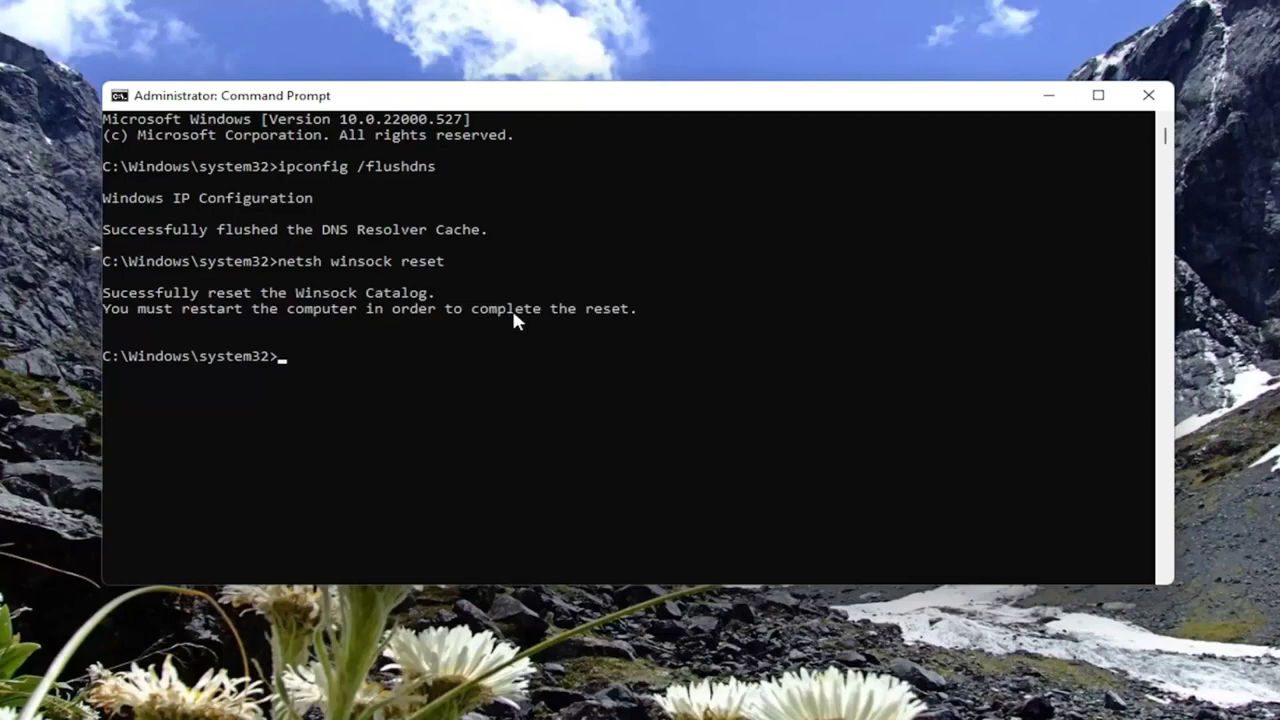 Administrator: Command Prompt
Microsoft Windows [Version 10.0.22000.527]
(c) Microsoft Corporation. All rights reserved.
C:\Windows\system32>ipconfig /flushdns
Windows IP Configuration
Successfully flushed the DNS Resolver Cache.
C:\Windows\system32>netsh winsock reset
Sucessfully reset the Winsock Catalog.
You must restart the computer in order to complete the reset.
C:\Windows\system32>